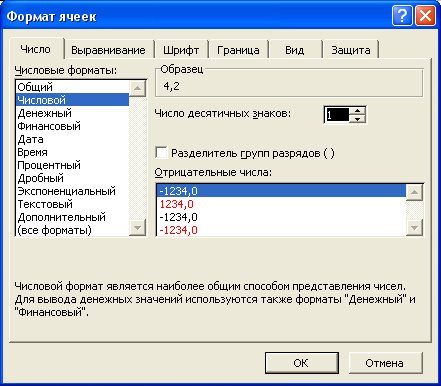 Формат ячеек
Число Выравнивание Шрифт Граница Вид Защита
Числовые форматы:
Общий
Числовой
Денежный
Финансовый
Дата
Время
Процентный
Дробный
Экспоненциальный
Текстовый
Дополнительный
(все форматы)
Образец
4,2
Число десятичных знаков: 1
Разделитель групп разрядов ( )
Отрицательные числа:
-1234,0
1234,0
-1234,0
-1234,0
Числовой формат является наиболее общим способом представления чисел.
Для вывода денежных значений используются также форматы "Денежный" и
"Финансовый".
ОК Отмена